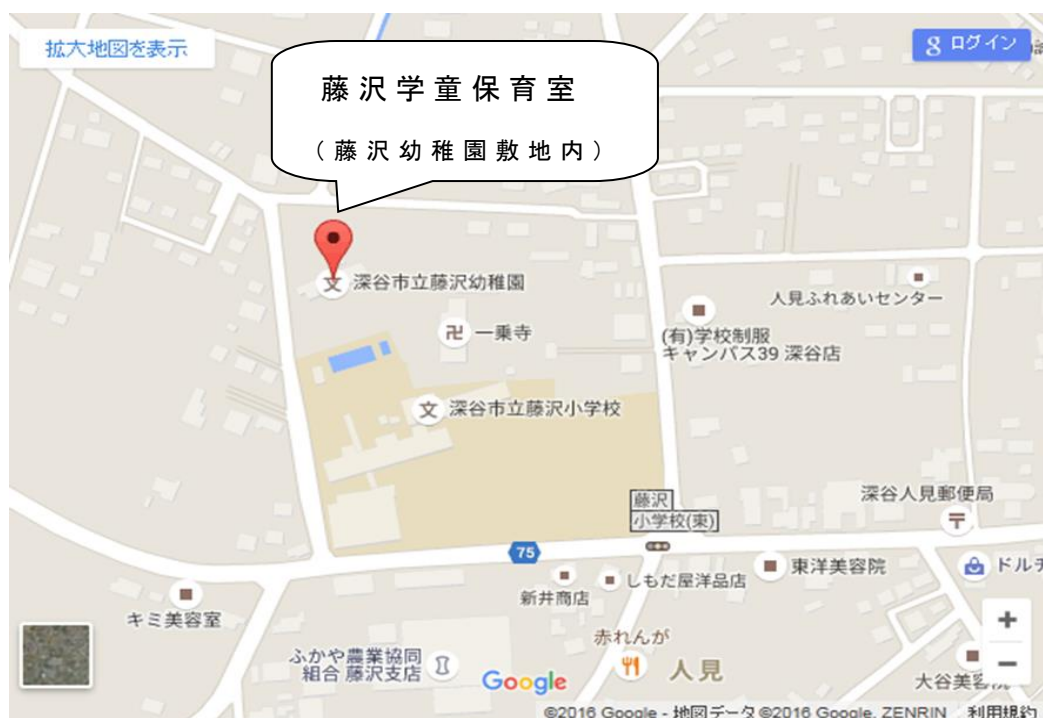 拡大地図を表示
g ログイン
藤沢学童保育室
(藤沢幼稚園敷地内)
文 深谷市立藤沢幼稚園
人見ふれあいセンター
卍 一乗寺
(有)学校制服
キャンパス39 深谷店
文 深谷市立藤沢小学校
深谷人見郵便局
〒
藤沢
小学校(東)
75
東洋美容院
ドルチ
しもだ屋洋品店
新井商店
キミ美容室
+
赤れんが
ふかや農業協同
組合 藤沢支店
人見
−
Google
大谷美容院
©2016 Google - 地図データ ©2016 Google, ZENRIN 利用規約